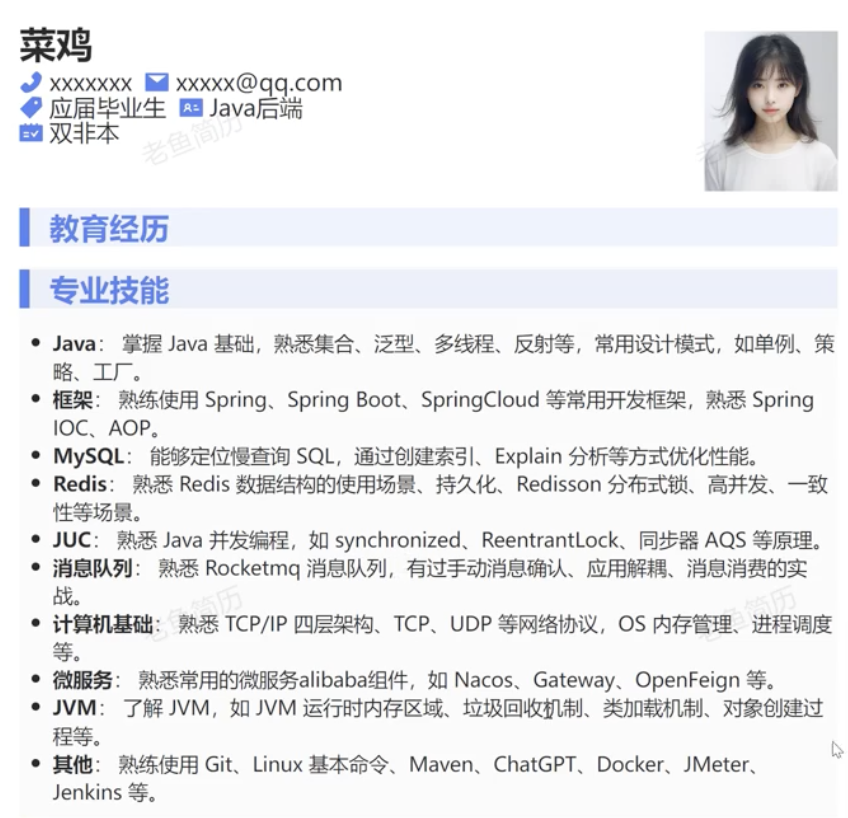 菜鸡
xxxxxxx xxxxx@qq.com
应届毕业生 Java后端
双非本
老鱼简历
教育经历
专业技能
Java： 掌握 Java 基础，熟悉集合、泛型、多线程、反射等，常用设计模式，如单例、策
略、工厂。
框架： 熟练使用 Spring、Spring Boot、SpringCloud 等常用开发框架，熟悉 Spring
IOC、AOP。
MySQL： 能够定位慢查询 SQL，通过创建索引、Explain 分析等方式优化性能。
Redis： 熟悉 Redis 数据结构的使用场景、持久化、Redisson 分布式锁、高并发、一致
性等场景。
JUC： 熟悉 Java 并发编程，如 synchronized、ReentrantLock、同步器 AQS 等原理。
消息队列： 熟悉 Rocketmq 消息队列，有过手动消息确认、应用解耦、消息消费的实
战。
老鱼简历
老鱼简历
计算机基础： 熟悉 TCP/IP 四层架构、TCP、UDP 等网络协议，OS 内存管理、进程调度
等。
微服务： 熟悉常用的微服务alibaba组件，如 Nacos、Gateway、OpenFeign 等。
JVM： 了解 JVM，如 JVM 运行时内存区域、垃圾回收机制、类加载机制、对象创建过
程等。
其他： 熟练使用 Git、Linux 基本命令、Maven、ChatGPT、Docker、JMeter、
Jenkins 等。